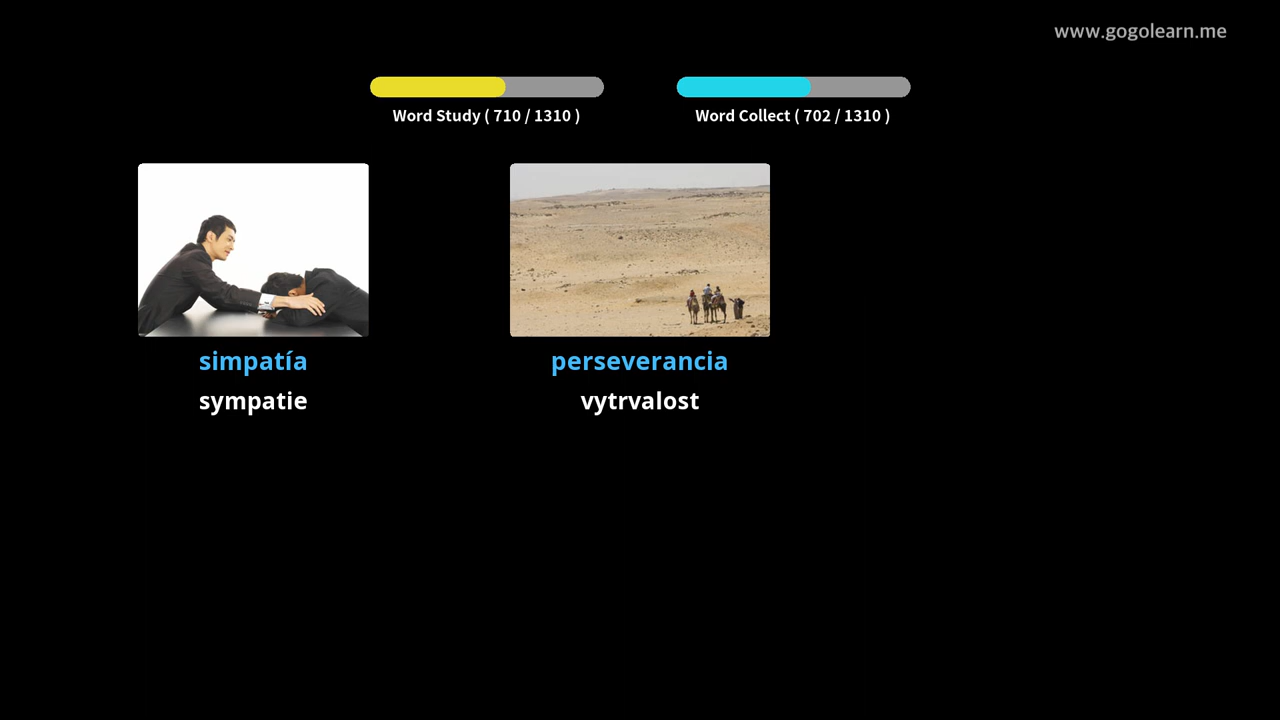 www.gogolearn.me
Word Study ( 710 / 1310 )
Word Collect ( 702 / 1310 )
simpatía
sympatie
perseverancia
vytrvalost